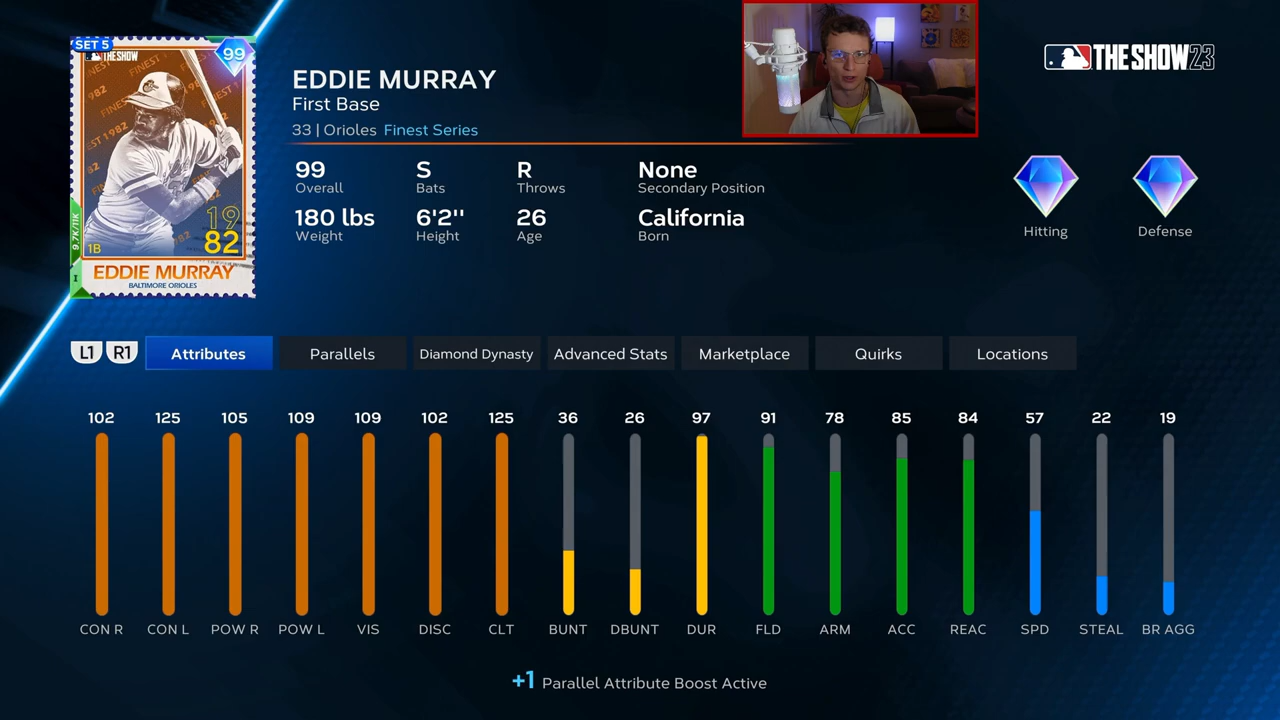 SET 5
THE SHOW
99
FINEST 1982
19
82
9.7K/11K
I
1B
EDDIE MURRAY
BALTIMORE ORIOLES
EDDIE MURRAY
First Base
33 | Orioles Finest Series
99 S R None
Overall Bats Throws Secondary Position
180 lbs 6'2'' 26 California
Weight Height Age Born
THE SHOW 23
Hitting Defense
L1 R1 Attributes Parallels Diamond Dynasty Advanced Stats Marketplace Quirks Locations
102 125 105 109 109 102 125 36 26 97 91 78 85 84 57 22 19
CON R CON L POW R POW L VIS DISC CLT BUNT DBUNT DUR FLD ARM ACC REAC SPD STEAL BR AGG
+1 Parallel Attribute Boost Active